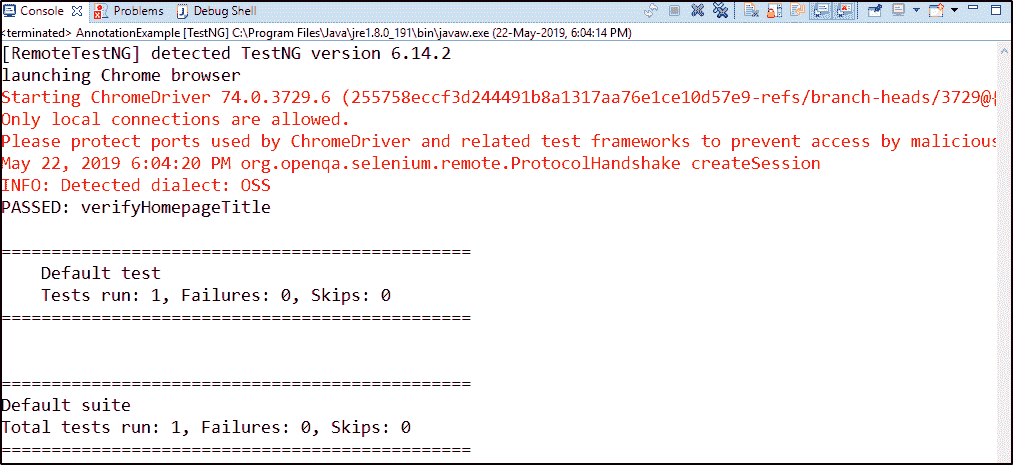 Console Problems Debug Shell
<terminated> AnnotationExample [TestNG] C:\Program Files\Java\jre1.8.0_191\bin\javaw.exe (22-May-2019, 6:04:14 PM)
[RemoteTestNG] detected TestNG version 6.14.2
launching Chrome browser
Starting ChromeDriver 74.0.3729.6 (255758eccf3d244491b8a1317aa76e1ce10d57e9-refs/branch-heads/3729@
Only local connections are allowed.
Please protect ports used by ChromeDriver and related test frameworks to prevent access by malicious
May 22, 2019 6:04:20 PM org.openqa.selenium.remote.ProtocolHandshake createSession
INFO: Detected dialect: OSS
PASSED: verifyHomepageTitle
===============================================
Default test
Tests run: 1, Failures: 0, Skips: 0
===============================================
===============================================
Default suite
Total tests run: 1, Failures: 0, Skips: 0
===============================================